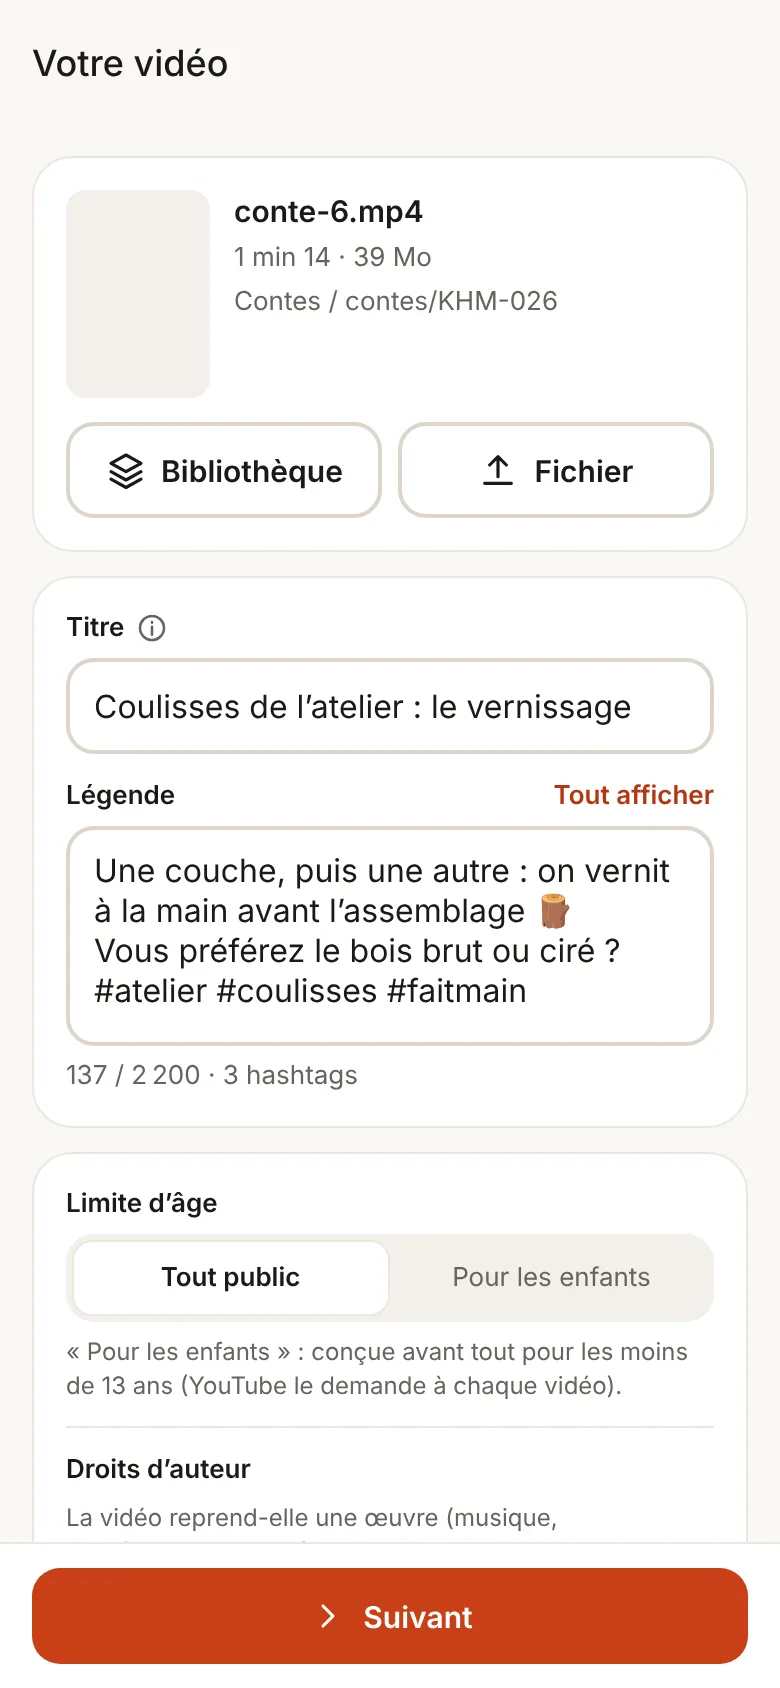 Votre vidéo
conte-6.mp4
1 min 14 · 39 Mo
Contes / contes/KHM-026
Bibliothèque
Fichier
Titre
Coulisses de l’atelier : le vernissage
Légende
Tout afficher
Une couche, puis une autre : on vernit
à la main avant l’assemblage 🪵
Vous préférez le bois brut ou ciré ?
#atelier #coulisses #faitmain
137 / 2 200 · 3 hashtags
Limite d’âge
Tout public
Pour les enfants
« Pour les enfants » : conçue avant tout pour les moins
de 13 ans (YouTube le demande à chaque vidéo).
Droits d’auteur
La vidéo reprend-elle une œuvre (musique,
Suivant